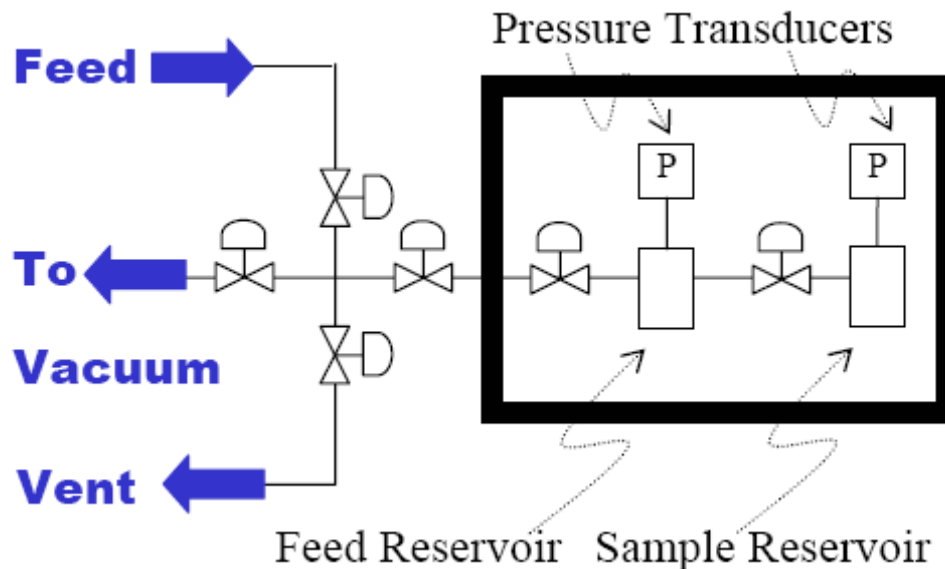 Pressure Transducers
Feed
P
P
To
Vacuum
Vent
Feed Reservoir
Sample Reservoir